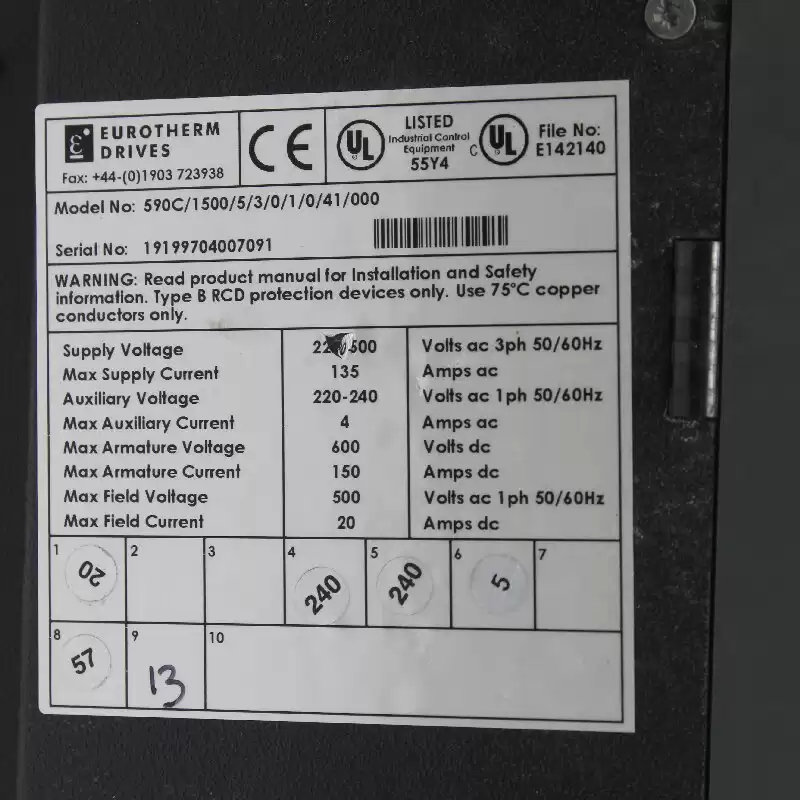 EUROTHERM
DRIVES
Fax: +44-(0)1903 723938
CE
UL
LISTED
Industrial Control
Equipment
55Y4
C UL
File No:
E142140
Model No: 590C/1500/5/3/0/1/0/41/000
Serial No: 19199704007091
WARNING: Read product manual for Installation and Safety
information. Type B RCD protection devices only. Use 75°C copper
conductors only.
Supply Voltage 500 Volts ac 3ph 50/60Hz
Max Supply Current 135 Amps ac
Auxiliary Voltage 220-240 Volts ac 1ph 50/60Hz
Max Auxiliary Current 4 Amps ac
Max Armature Voltage 600 Volts dc
Max Armature Current 150 Amps dc
Max Field Voltage 500 Volts ac 1ph 50/60Hz
Max Field Current 20 Amps dc
1 20 2 3 4 240 5 240 6 5 7
8 57 9 13 10